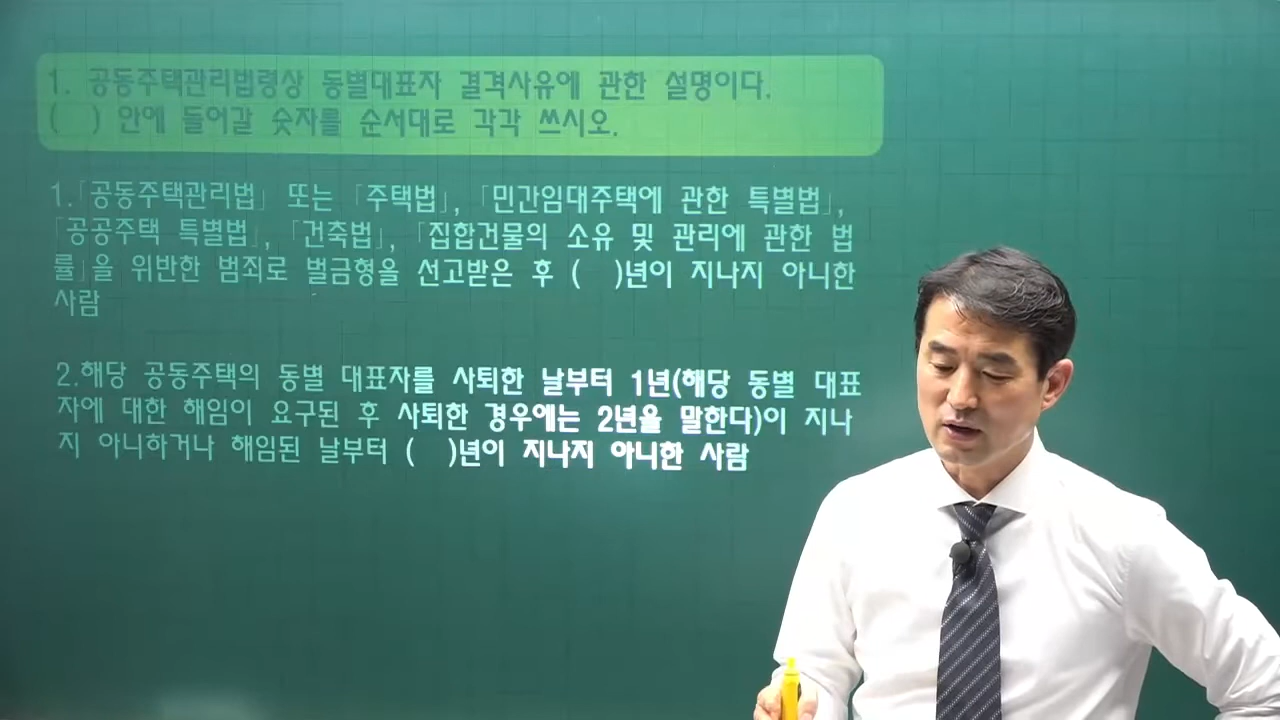 1. 공동주택관리법령상 동별대표자 결격사유에 관한 설명이다.
(   ) 안에 들어갈 숫자를 순서대로 각각 쓰시오.
1.「공동주택관리법」 또는 「주택법」, 「민간임대주택에 관한 특별법」,
「공공주택 특별법」, 「건축법」, 「집합건물의 소유 및 관리에 관한 법
률」을 위반한 범죄로 벌금형을 선고받은 후 (   )년이 지나지 아니한
사람
2.해당 공동주택의 동별 대표자를 사퇴한 날부터 1년(해당 동별 대표
자에 대한 해임이 요구된 후 사퇴한 경우에는 2년을 말한다)이 지나
지 아니하거나 해임된 날부터 (   )년이 지나지 아니한 사람